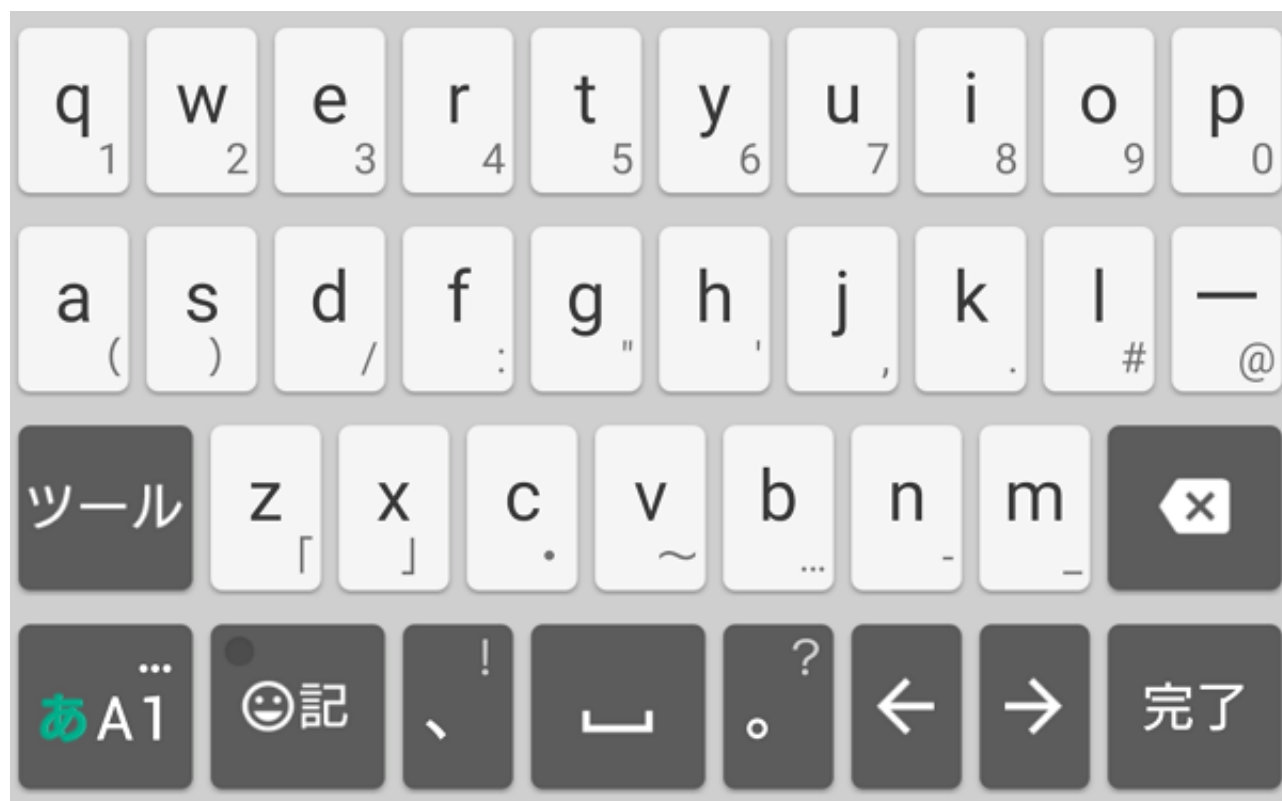 q 1 w 2 e 3 r 4 t 5 y 6 u 7 i 8 o 9 p 0
a ( s ) d / f : g " h ' j , k . l # ー @
ツール z 「 x 」 c ・ v ～ b … n - m _
… あA1 記 、 ! 。 ? ← → 完了